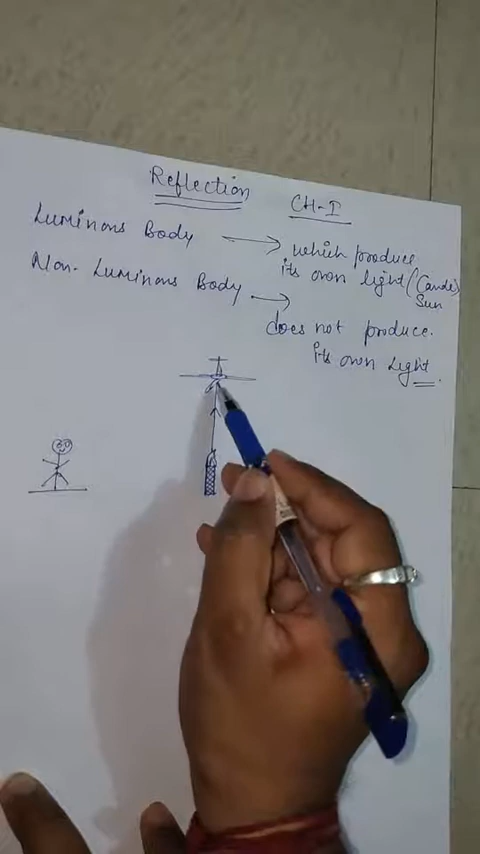 Reflection CH-I
Luminous Body → which produce
its own light (Candel
Sun
Non-Luminous Body →
does not produce.
its own light.